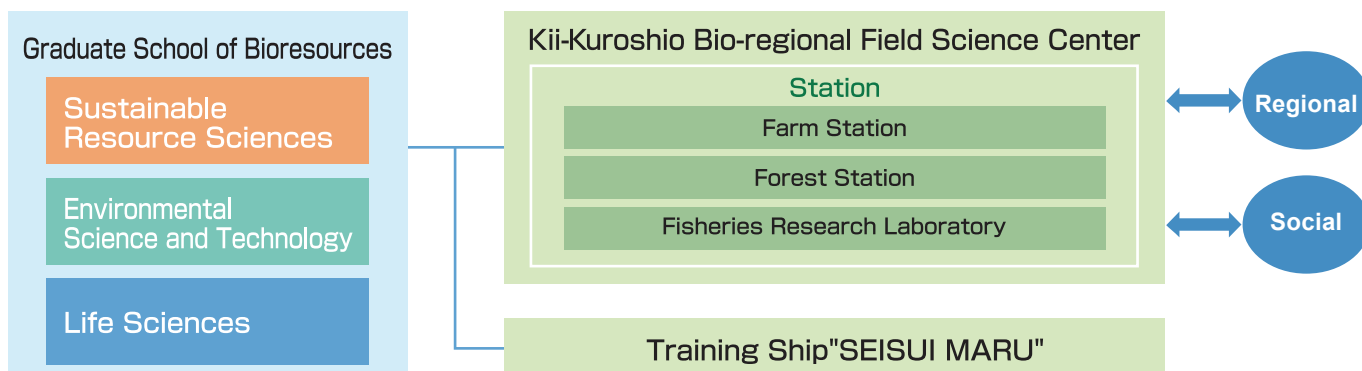 Graduate School of Bioresources
Sustainable
Resource Sciences
Environmental
Science and Technology
Life Sciences
Kii-Kuroshio Bio-regional Field Science Center
Station
Farm Station
Forest Station
Fisheries Research Laboratory
Training Ship"SEISUI MARU"
Regional
Social